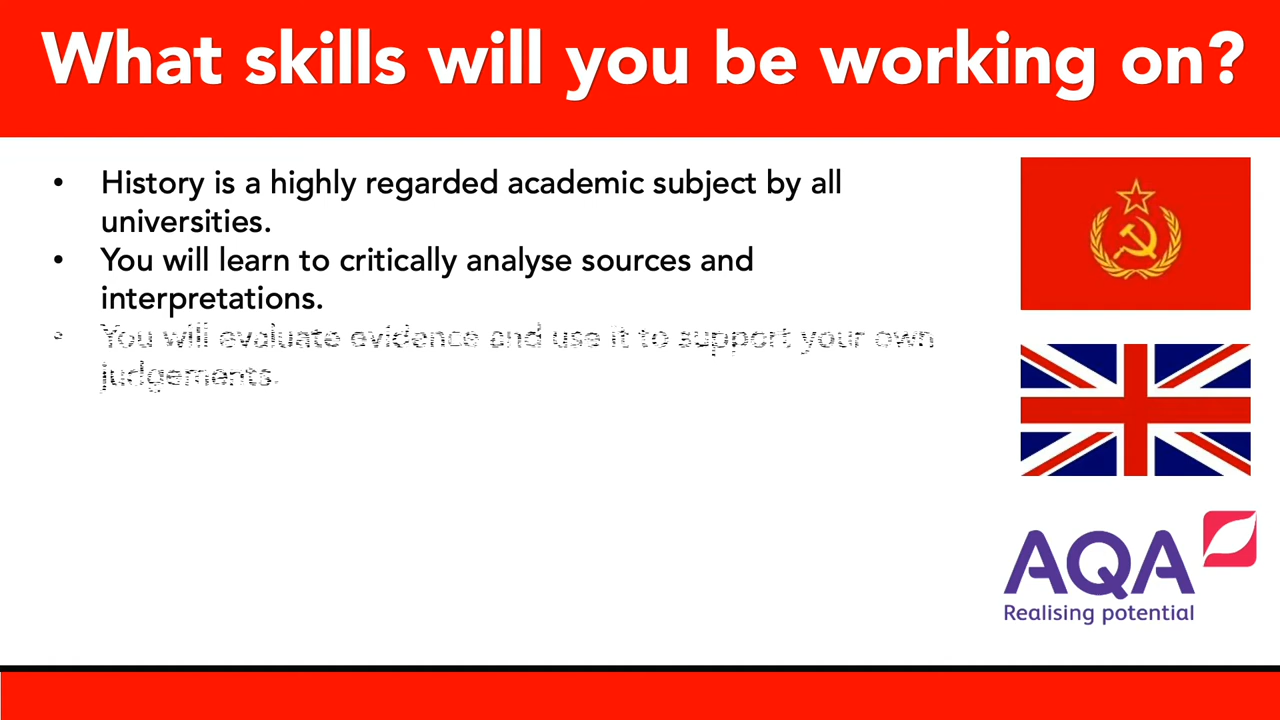 What skills will you be working on?
• History is a highly regarded academic subject by all
universities.
• You will learn to critically analyse sources and
interpretations.
• You will evaluate evidence and use it to support your own
judgements.
AQA
Realising potential